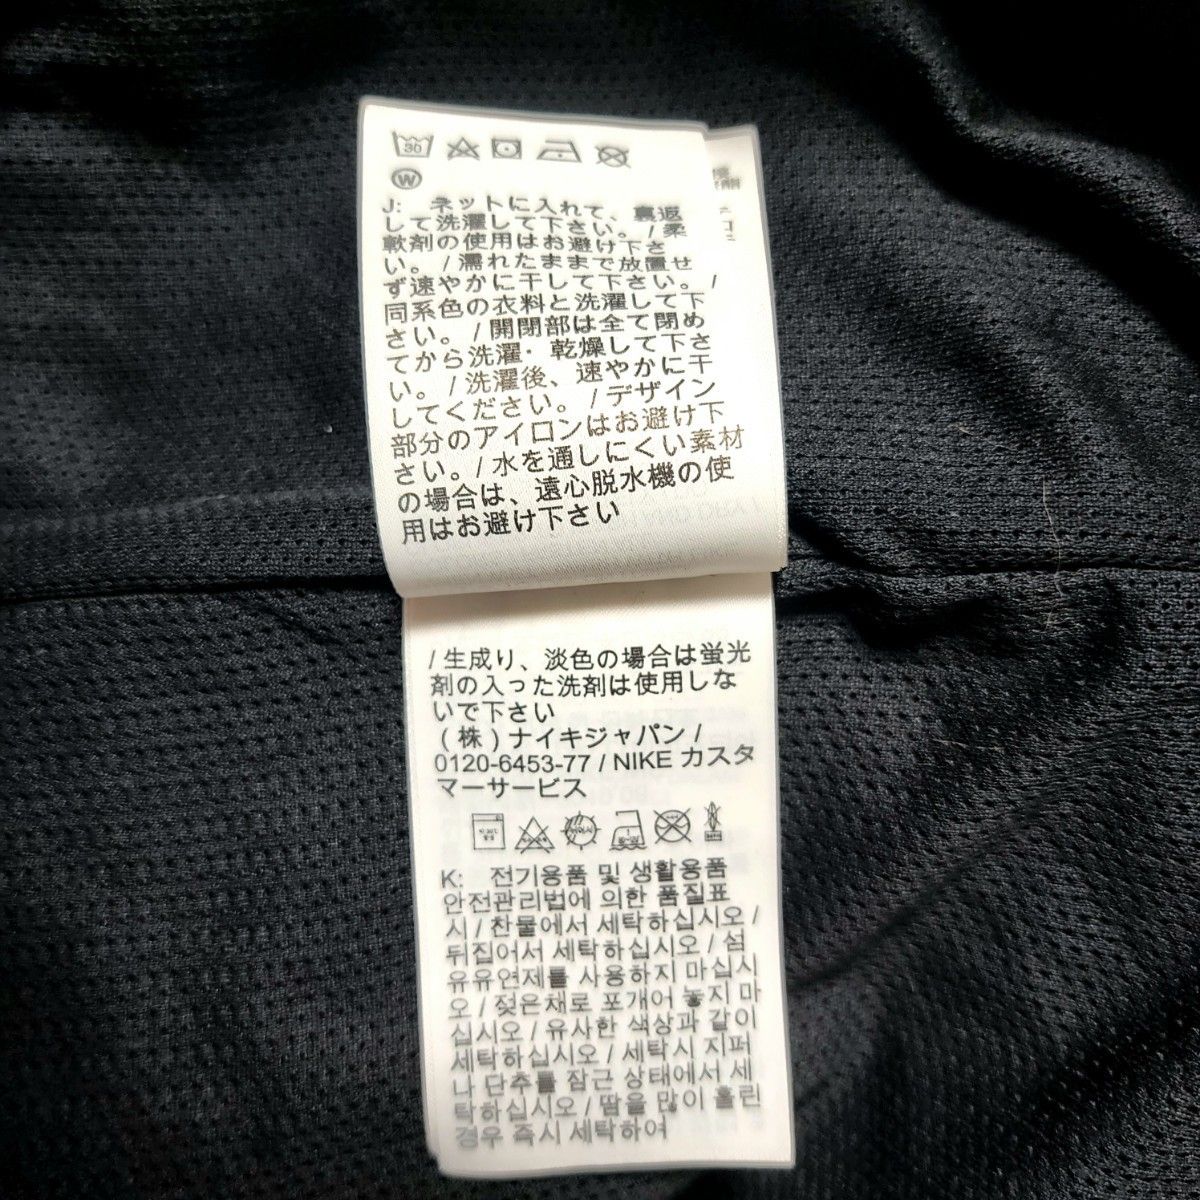 30
W
J: ネットに入れて、裏返
して洗濯して下さい。/ 柔
軟剤の使用はお避け下さ
い。/ 濡れたままで放置せ
ず速やかに干して下さい。/
同系色の衣料と洗濯して下
さい。/ 開閉部は全て閉め
てから洗濯・乾燥して下さ
い。/ 洗濯後、速やかに干
してください。/ デザイン
部分のアイロンはお避け下
さい。/ 水を通しにくい素材
の場合は、遠心脱水機の使
用はお避け下さい
/ 生成り、淡色の場合は蛍光
剤の入った洗剤は使用しな
いで下さい
(株) ナイキジャパン /
0120-6453-77 / NIKE カスタ
マーサービス
K: 전기용품 및 생활용품
안전관리법에 의한 품질표
시 / 찬물에서 세탁하십시오 /
뒤집어서 세탁하십시오 / 섬
유유연제를 사용하지 마십시
오 / 젖은채로 포개어 놓지 마
십시오 / 유사한 색상과 같이
세탁하십시오 / 세탁시 지퍼
나 단추를 잠근 상태에서 세
탁하십시오 / 땀을 많이 흘린
경우 즉시 세탁하여